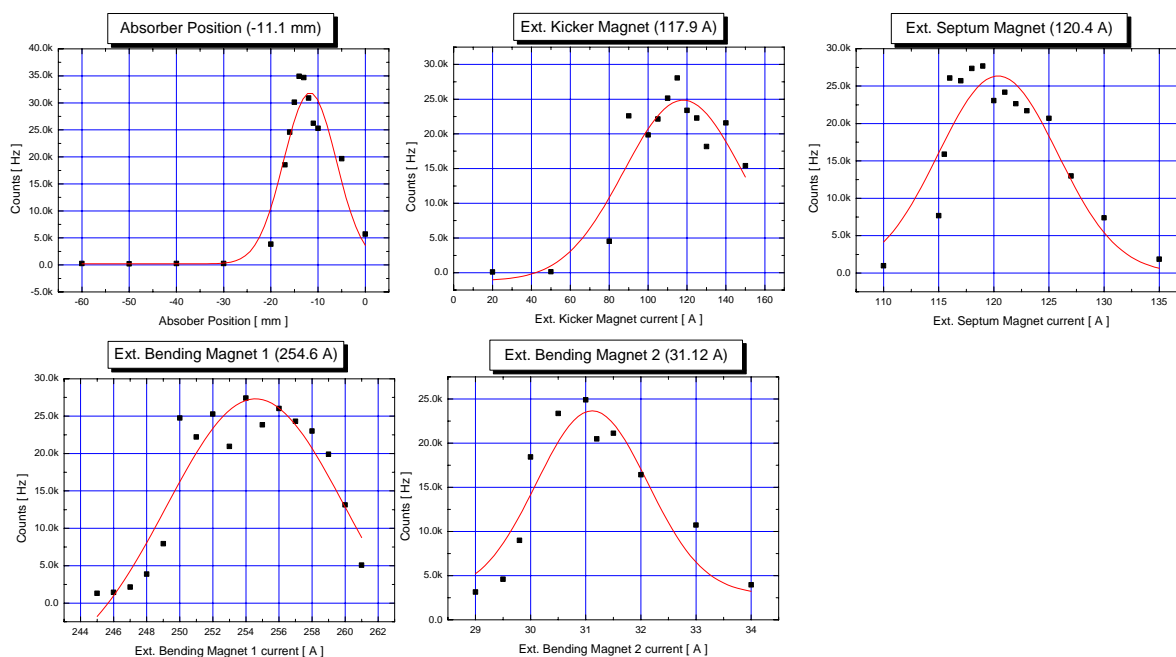 Absorber Position (-11.1 mm)
40.0k
35.0k
30.0k
25.0k
20.0k
15.0k
10.0k
5.0k
0.0
-5.0k
Counts [ Hz ]
-60 -50 -40 -30 -20 -10 0
Absober Position [ mm ]
Ext. Kicker Magnet (117.9 A)
30.0k
25.0k
20.0k
15.0k
10.0k
5.0k
0.0
Counts [ Hz ]
0 20 40 60 80 100 120 140 160
Ext. Kicker Magnet current [ A ]
Ext. Septum Magnet (120.4 A)
25.0k
20.0k
15.0k
10.0k
5.0k
0.0
Counts [ Hz ]
110 115 120 125 130 135
Ext. Septum Magnet current [ A ]
Ext. Bending Magnet 1 (254.6 A)
30.0k
25.0k
20.0k
15.0k
10.0k
5.0k
0.0
Counts [ Hz ]
244 246 248 250 252 254 256 258 260 262
Ext. Bending Magnet 1 current [ A ]
Ext. Bending Magnet 2 (31.12 A)
25.0k
20.0k
15.0k
10.0k
5.0k
0.0
Counts [ Hz ]
29 30 31 32 33 34
Ext. Bending Magnet 2 current [ A ]